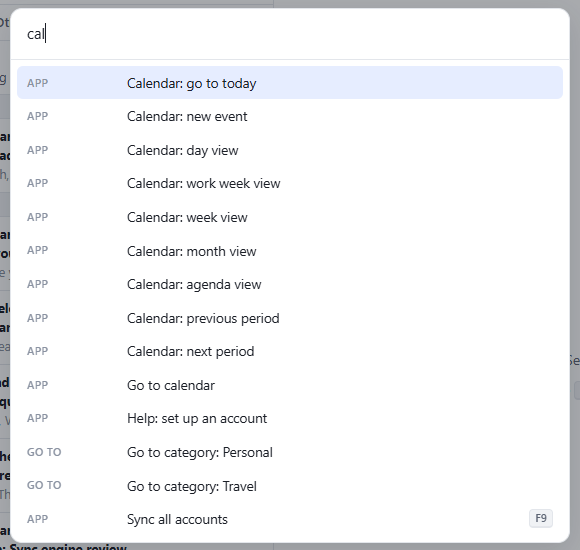 cal
APP Calendar: go to today
APP Calendar: new event
APP Calendar: day view
APP Calendar: work week view
APP Calendar: week view
APP Calendar: month view
APP Calendar: agenda view
APP Calendar: previous period
APP Calendar: next period
APP Go to calendar
APP Help: set up an account
GO TO Go to category: Personal
GO TO Go to category: Travel
APP Sync all accounts F9
: Sync engine review